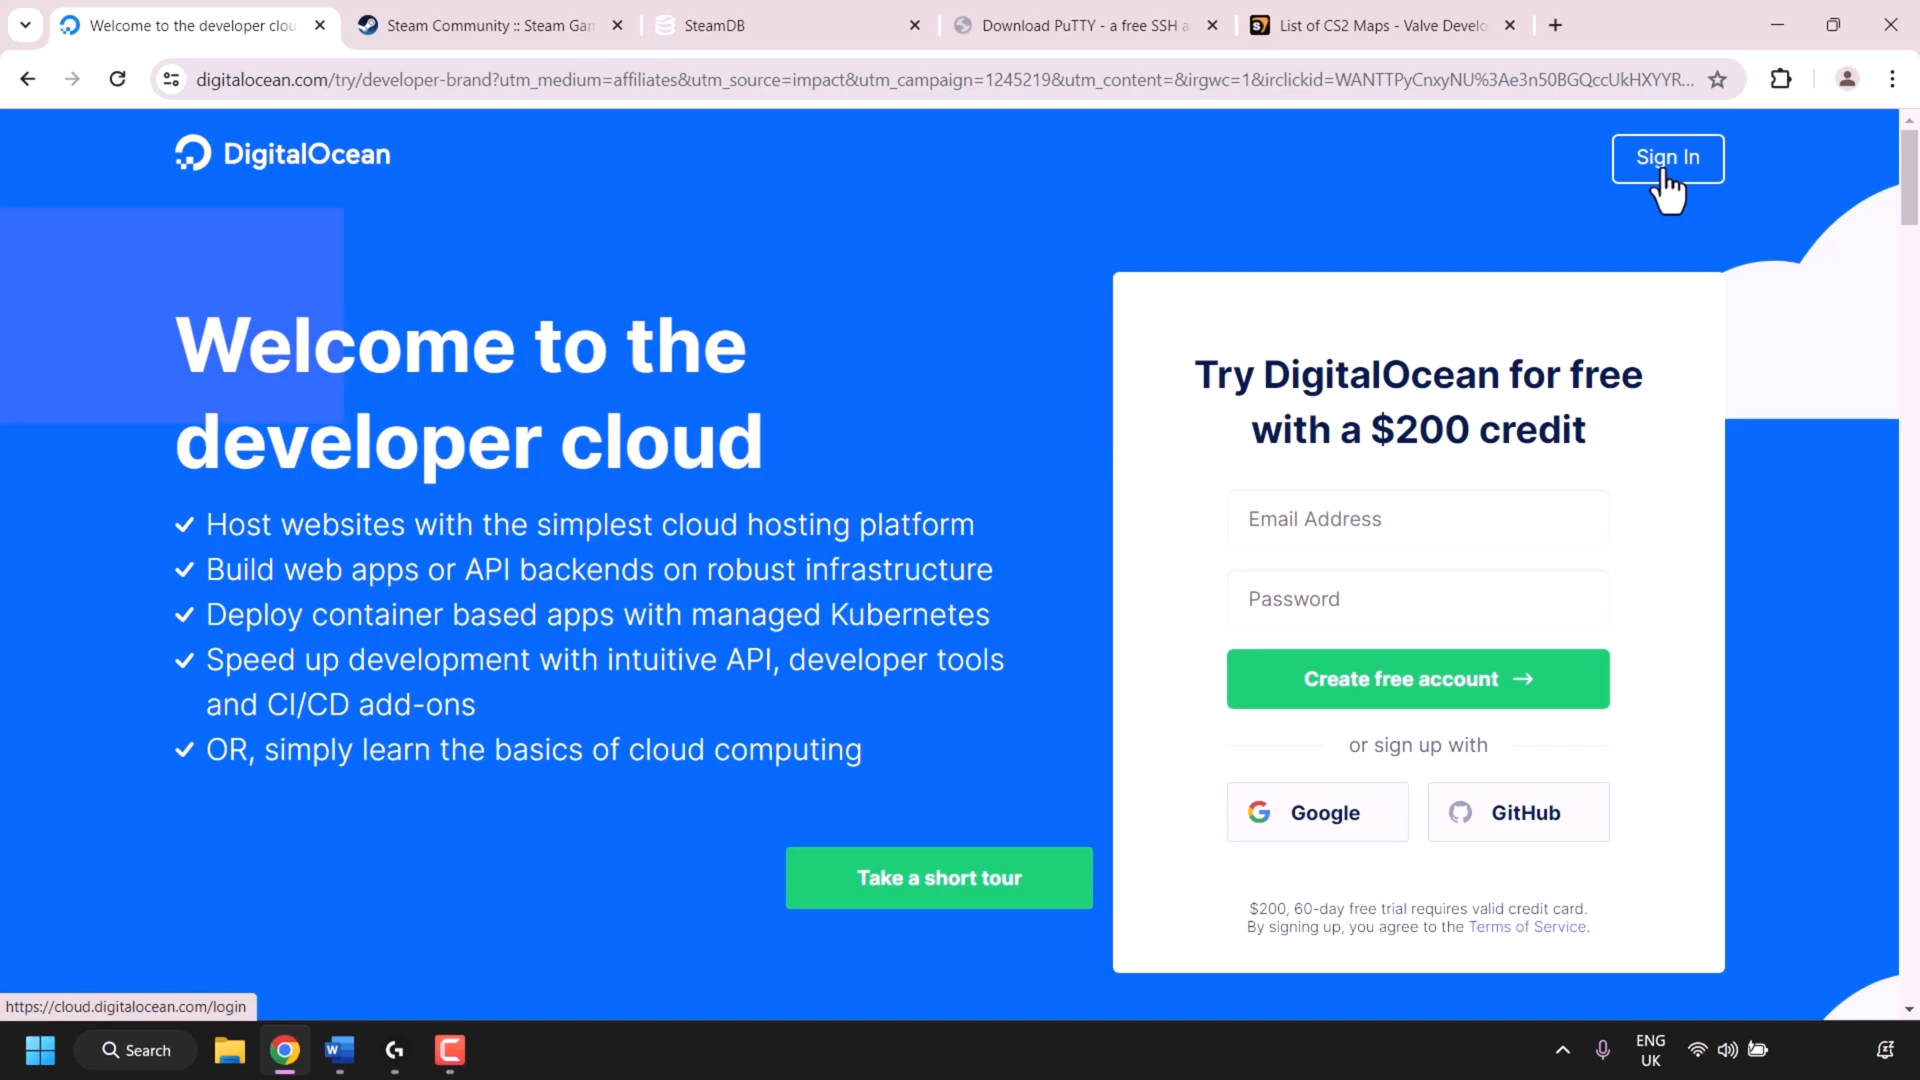 Welcome to the developer clou
Steam Community :: Steam Gan
SteamDB
Download PuTTY - a free SSH a
List of CS2 Maps - Valve Develo
digitalocean.com/try/developer-brand?utm_medium=affiliates&utm_source=impact&utm_campaign=1245219&utm_content=&irgwc=1&irclickid=WANTTPyCnxyNU%3Ae3n50BGQccUkHXYYR...
DigitalOcean
Sign In
Welcome to the
developer cloud
Host websites with the simplest cloud hosting platform
Build web apps or API backends on robust infrastructure
Deploy container based apps with managed Kubernetes
Speed up development with intuitive API, developer tools
and CI/CD add-ons
OR, simply learn the basics of cloud computing
Take a short tour
Try DigitalOcean for free
with a $200 credit
Email Address
Password
Create free account →
or sign up with
Google
GitHub
$200, 60-day free trial requires valid credit card.
By signing up, you agree to the Terms of Service.
https://cloud.digitalocean.com/login
Search
ENG
UK